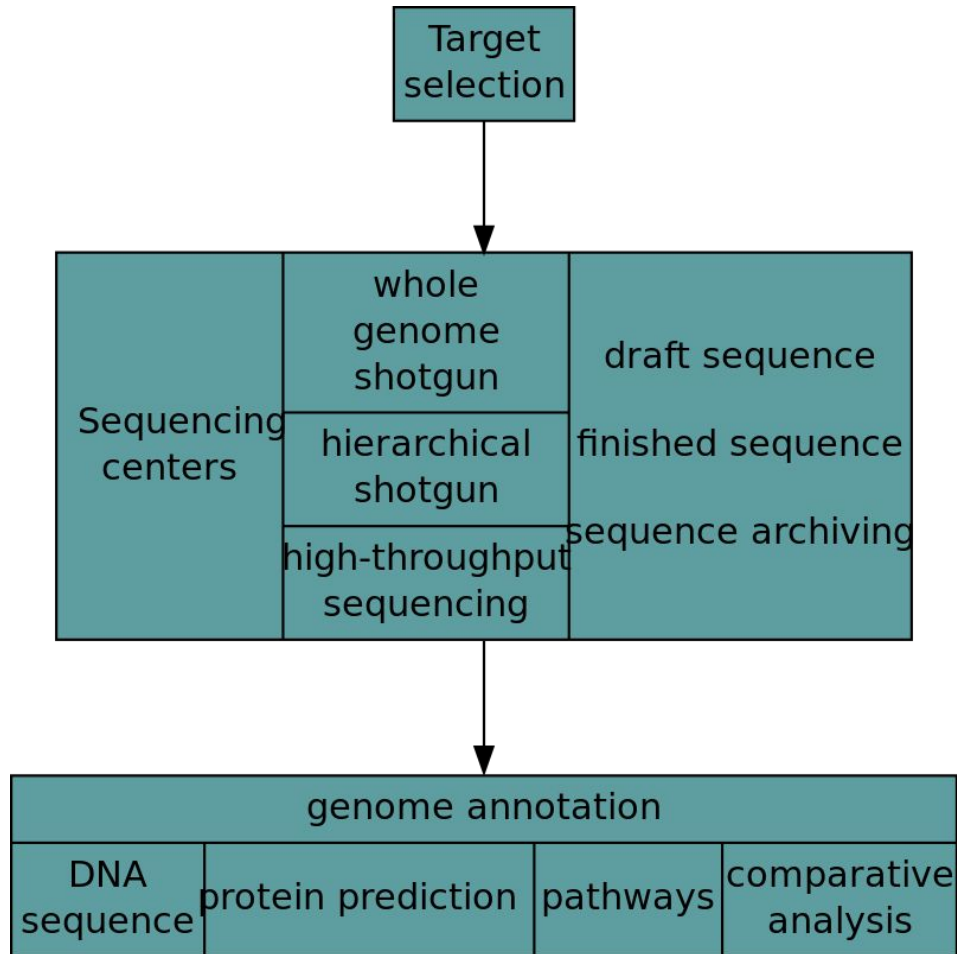 Target
selection
Sequencing
centers
whole
genome
shotgun
hierarchical
shotgun
high-throughput
sequencing
draft sequence
finished sequence
sequence archiving
genome annotation
DNA
sequence
protein prediction
pathways
comparative
analysis